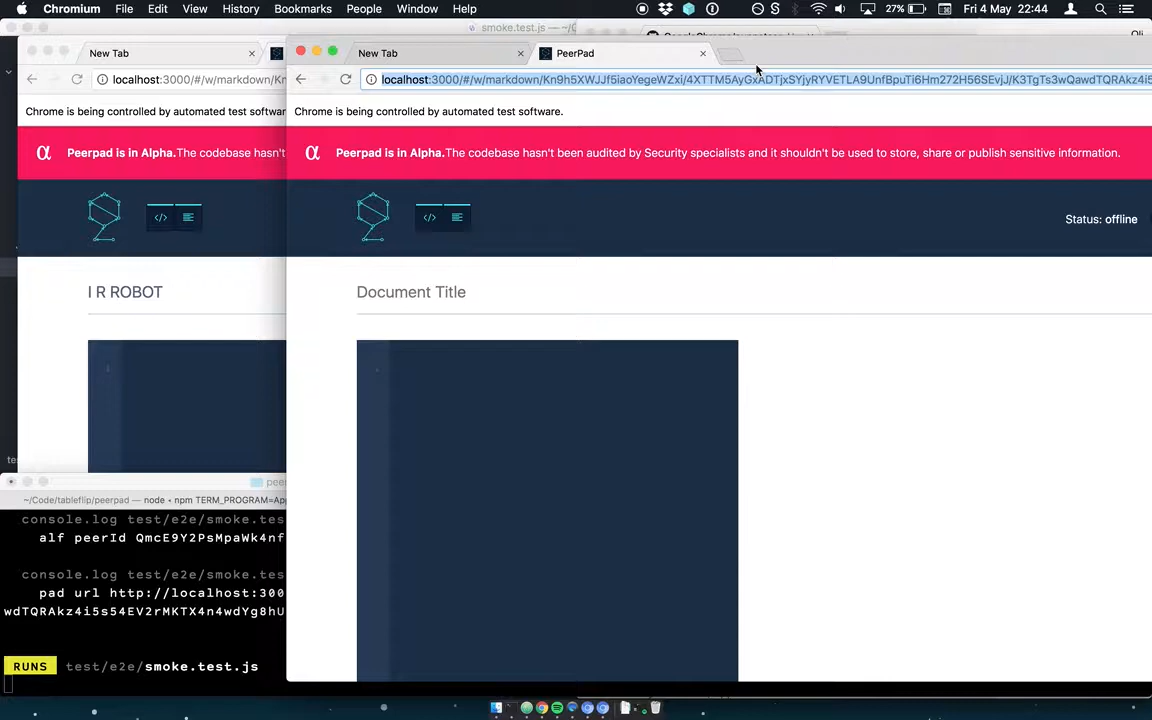 Chromium File Edit View History Bookmarks People Window Help 27% Fri 4 May 22:44
smoke.test.js
New Tab
localhost:3000/#/w/markdown/Kn
Chrome is being controlled by automated test softwar
α Peerpad is in Alpha.The codebase hasn't
</>
I R ROBOT
New Tab PeerPad
localhost:3000/#/w/markdown/Kn9h5XWJJf5iaoYegeWZxi/4XTTM5AyGxADTjxSYjyRYVETLA9UnfBpuTi6Hm272H56SEvjJ/K3TgTs3wQawdTQRAkz4i5
Chrome is being controlled by automated test software.
α Peerpad is in Alpha.The codebase hasn't been audited by Security specialists and it shouldn't be used to store, share or publish sensitive information.
</>
Status: offline
Document Title
te
pee
~/Code/tableflip/peerpad — node ‹ npm TERM_PROGRAM=Ap
console.log test/e2e/smoke.tes
alf peerId QmcE9Y2PsMpaWk4nf
console.log test/e2e/smoke.tes
pad url http://localhost:300
wdTQRAkz4i5s54EV2rMKTX4n4wdYg8hU
RUNS test/e2e/smoke.test.js